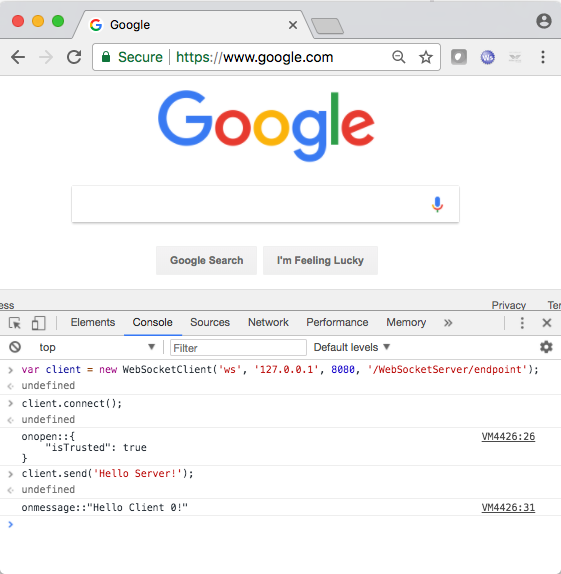 Google
Secure https://www.google.com
Ws
Google
Google Search I'm Feeling Lucky
ess Privacy Ter
Elements Console Sources Network Performance Memory »
top Filter Default levels
var client = new WebSocketClient('ws', '127.0.0.1', 8080, '/WebSocketServer/endpoint');
undefined
client.connect();
undefined
onopen::{ VM4426:26
"isTrusted": true
}
client.send('Hello Server!');
undefined
onmessage::"Hello Client 0!" VM4426:31